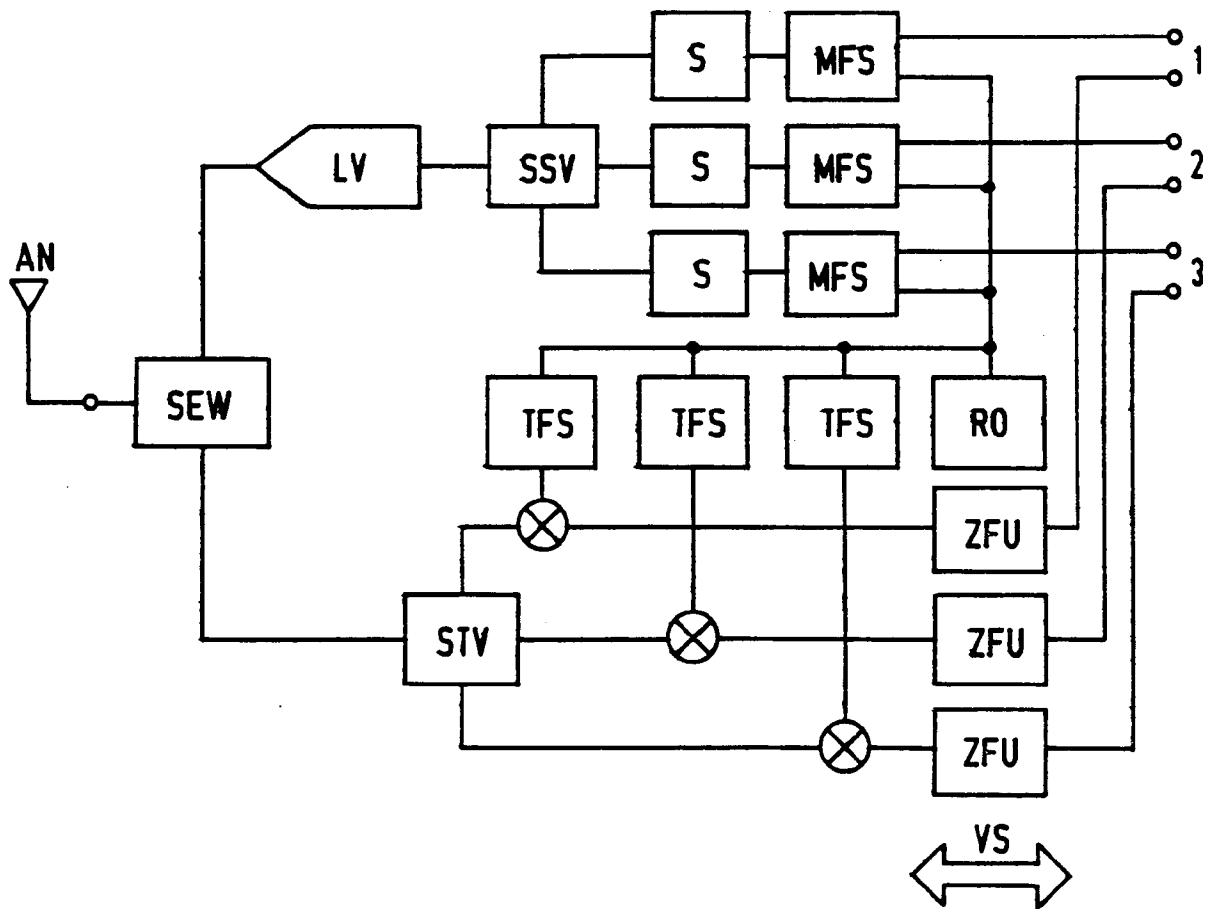 S MFS 1
LV SSV S MFS 2
AN S MFS 3
SEW TFS TFS TFS RO
ZFU
STV ZFU
ZFU
VS